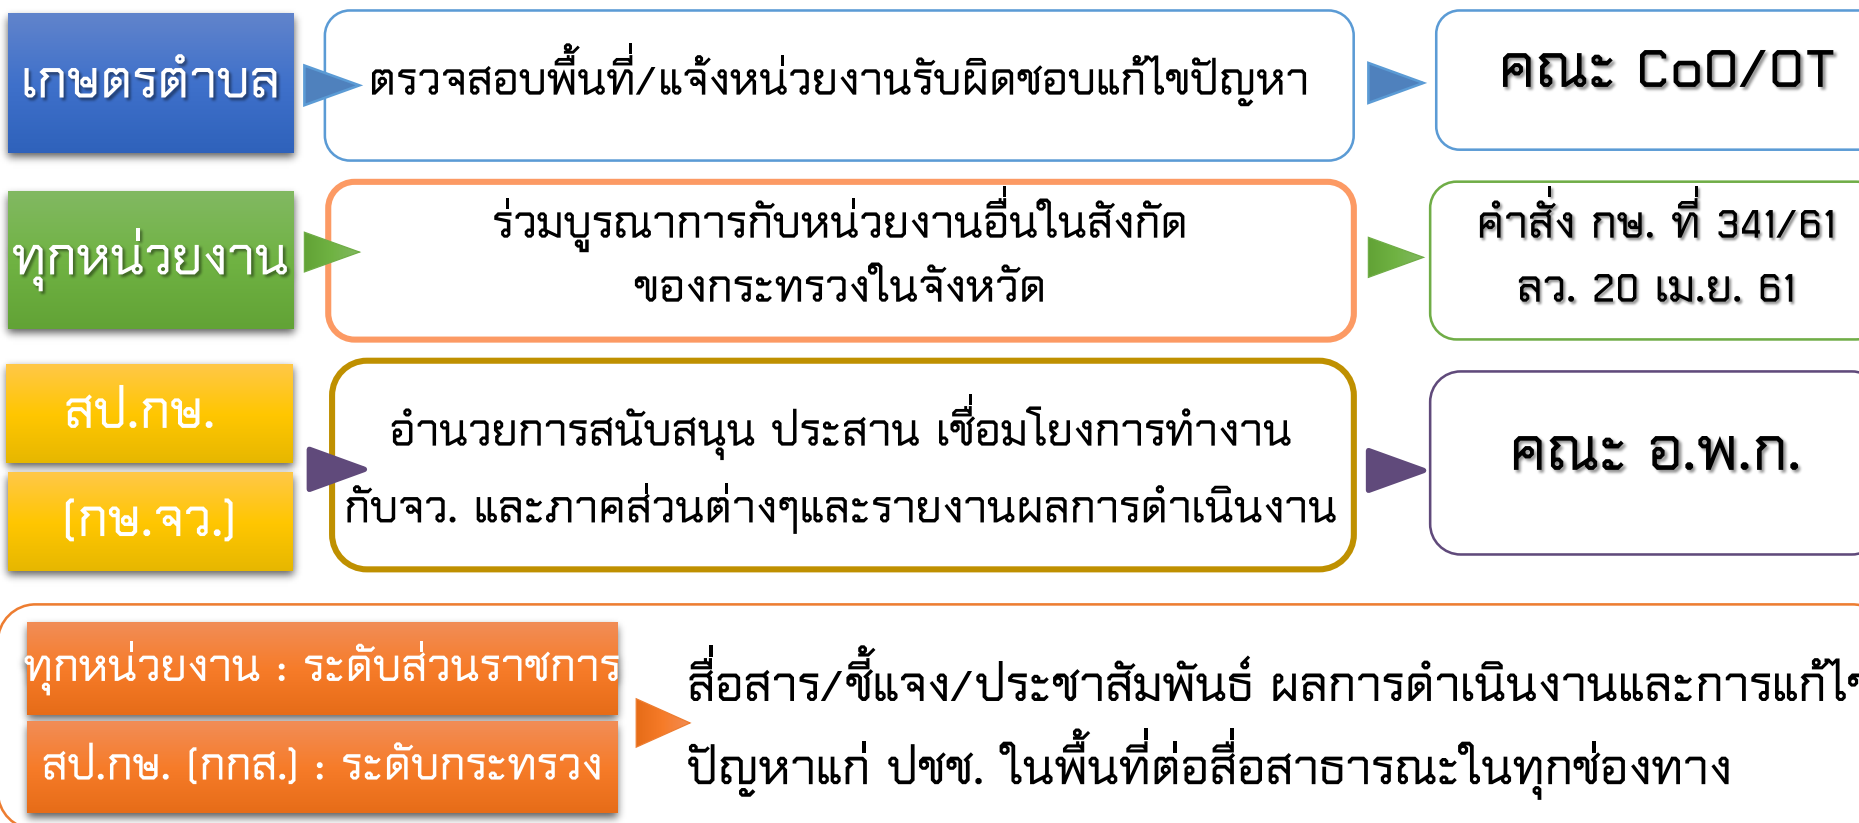 เกษตรตำบล
ตรวจสอบพื้นที่/แจ้งหน่วยงานรับผิดชอบแก้ไขปัญหา
คณะ CoO/OT
ทุกหน่วยงาน
ร่วมบูรณาการกับหน่วยงานอื่นในสังกัด
ของกระทรวงในจังหวัด
คำสั่ง กษ. ที่ 341/61
ลว. 20 เม.ย. 61
สป.กษ.
(กษ.จว.)
อำนวยการสนับสนุน ประสาน เชื่อมโยงการทำงาน
กับจว. และภาคส่วนต่างๆและรายงานผลการดำเนินงาน
คณะ อ.พ.ก.
ทุกหน่วยงาน : ระดับส่วนราชการ
สป.กษ. (กกส.) : ระดับกระทรวง
สื่อสาร/ชี้แจง/ประชาสัมพันธ์ ผลการดำเนินงานและการแก้ไข
ปัญหาแก่ ปชช. ในพื้นที่ต่อสื่อสาธารณะในทุกช่องทาง